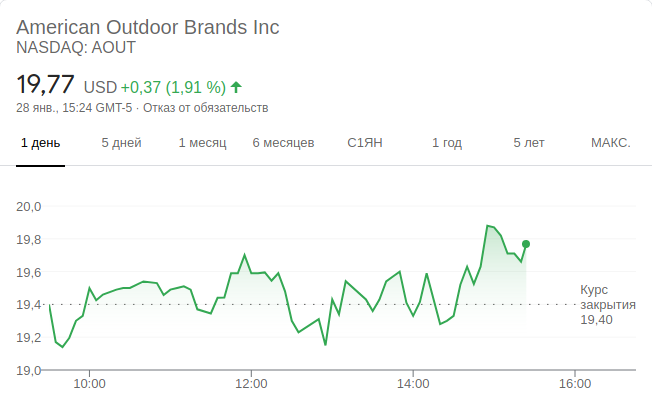 American Outdoor Brands Inc
NASDAQ: AOUT
19,77 USD +0,37 (1,91 %)
28 янв., 15:24 GMT-5 · Отказ от обязательств
1 день 5 дней 1 месяц 6 месяцев С1ЯН 1 год 5 лет МАКС.
20,0
19,8
19,6
19,4
19,2
19,0
Курс
закрытия
19,40
10:00 12:00 14:00 16:00